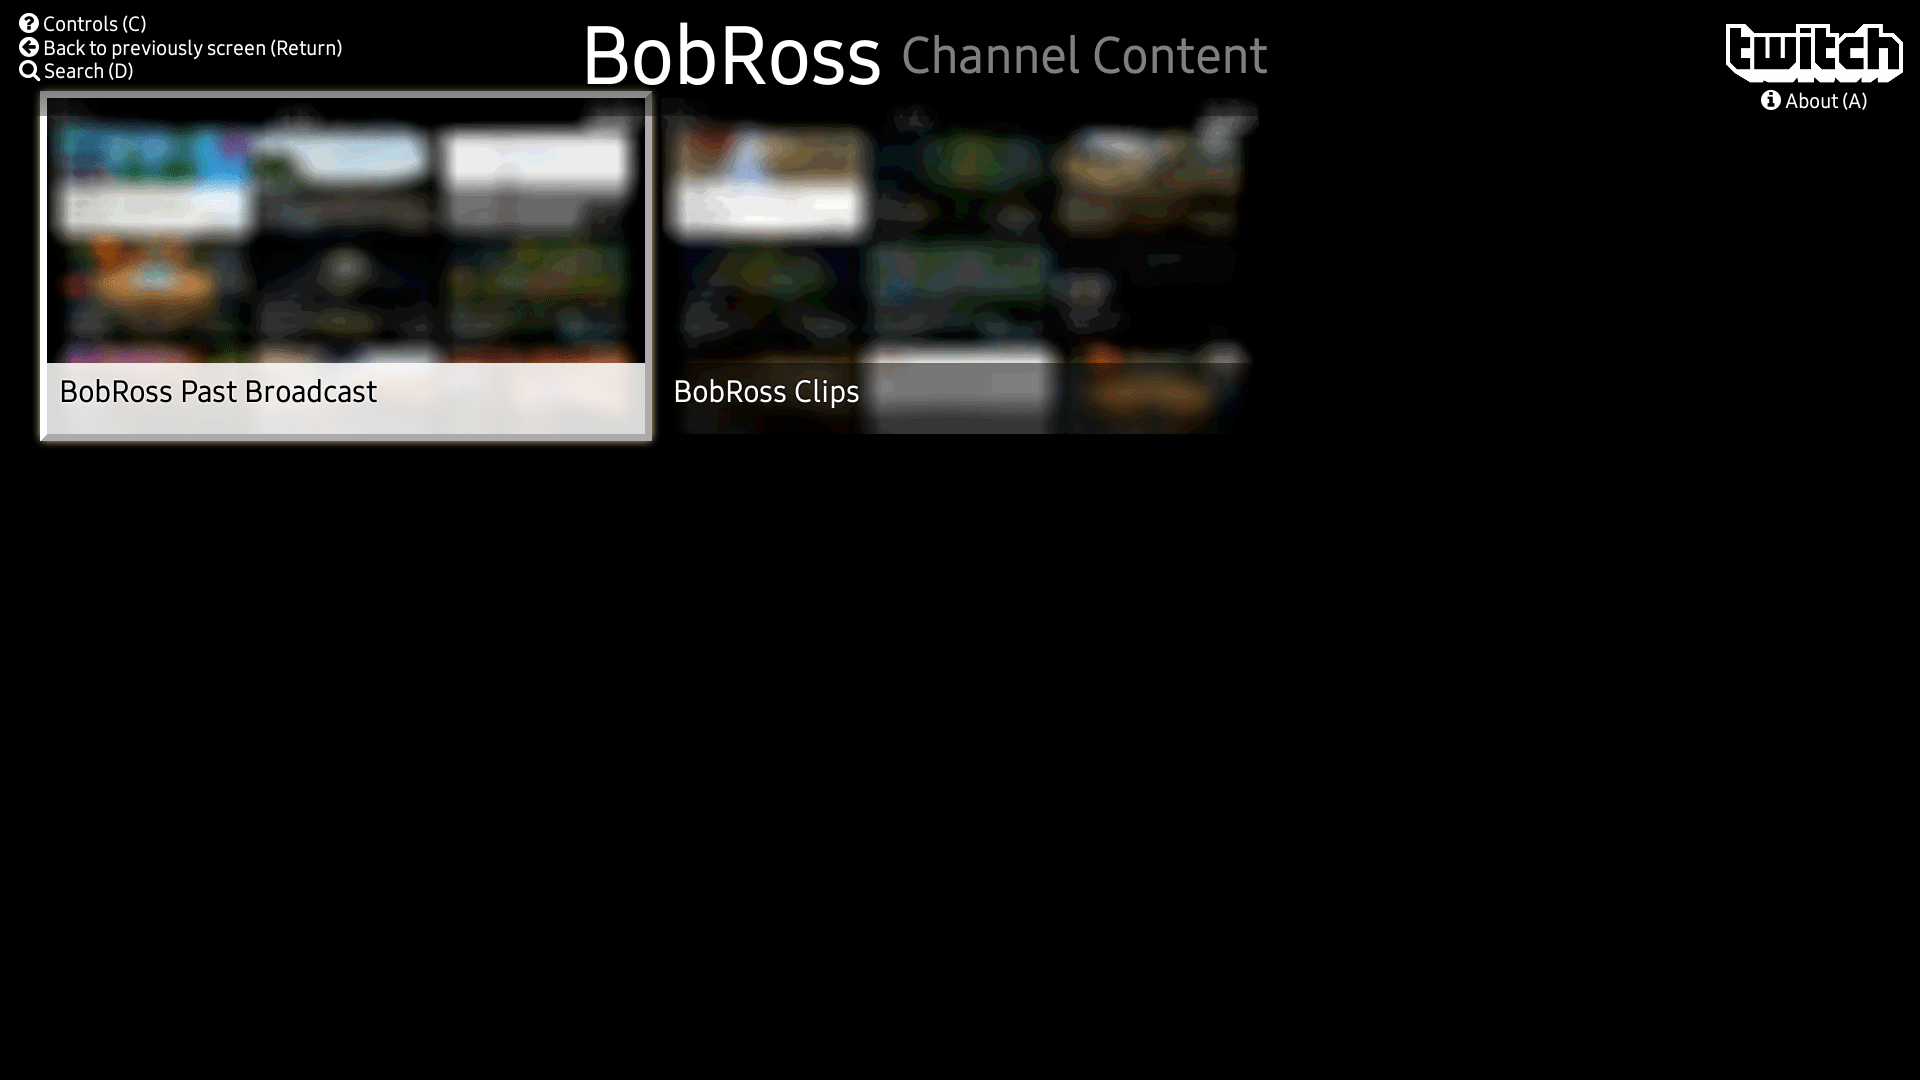 Controls (C)
Back to previously screen (Return)
Search (D)
BobRoss Channel Content
twitch
About (A)
BobRoss Past Broadcast
BobRoss Clips